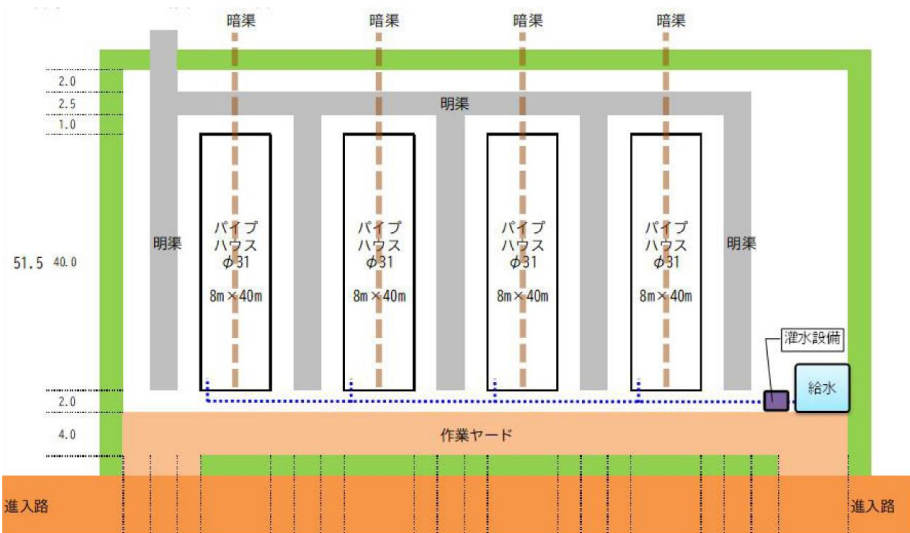 暗渠 暗渠 暗渠 暗渠
2.0
2.5 明渠
1.0
パイプ パイプ パイプ パイプ
ハウス ハウス ハウス ハウス
明渠 明渠
φ31 φ31 φ31 φ31
51.5 40.0
8m×40m 8m×40m 8m×40m 8m×40m
灌水設備
給水
2.0
4.0 作業ヤード
進入路 進入路